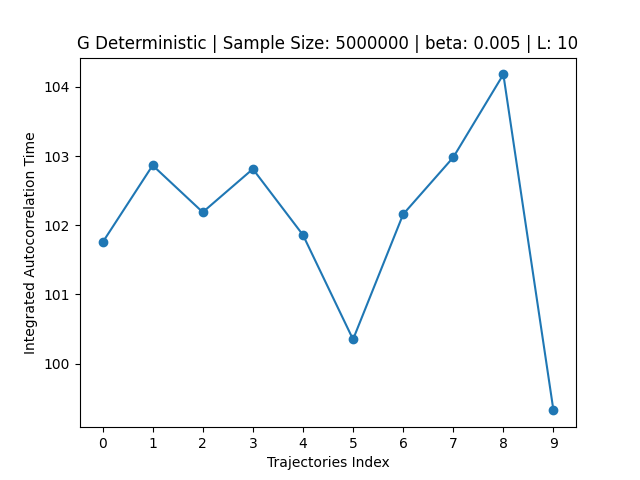 G Deterministic | Sample Size: 5000000 | beta: 0.005 | L: 10
Integrated Autocorrelation Time
104
103
102
101
100
0 1 2 3 4 5 6 7 8 9
Trajectories Index